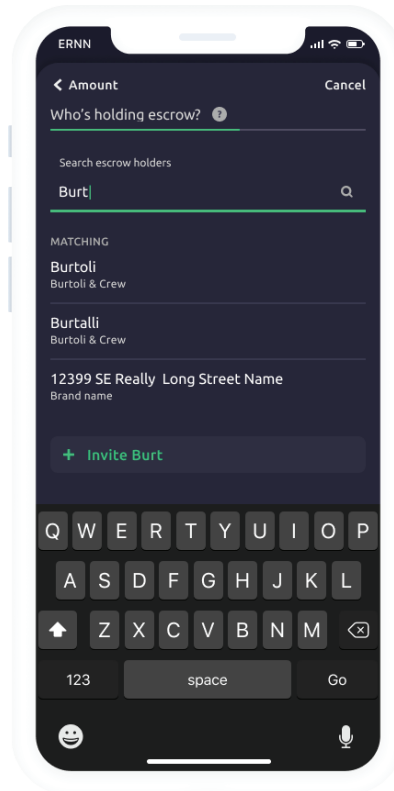 ERNN
Amount
Cancel
Who's holding escrow? ?
Search escrow holders
Burt
MATCHING
Burtoli
Burtoli & Crew
Burtalli
Burtoli & Crew
12399 SE Really Long Street Name
Brand name
+ Invite Burt
Q W E R T Y U I O P
A S D F G H J K L
Z X C V B N M
123 space Go